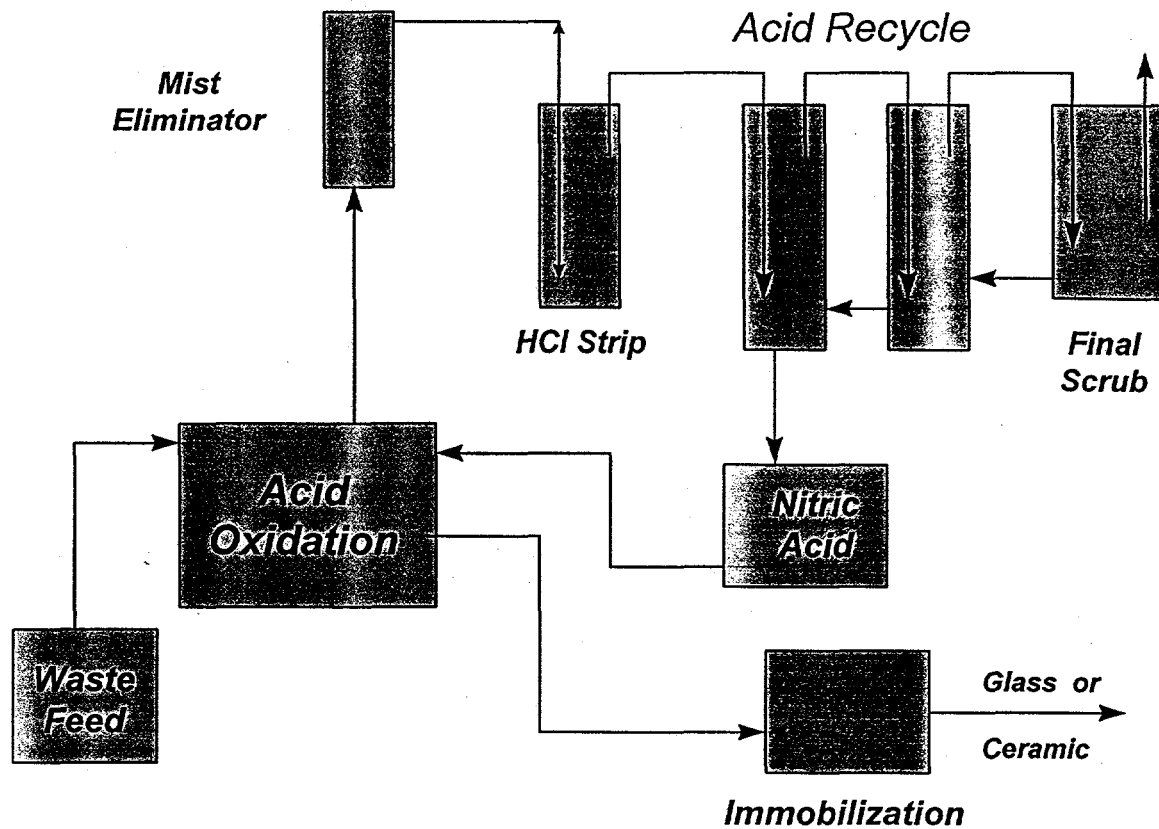 Acid Recycle
Mist
Eliminator
HCl Strip
Final
Scrub
Acid
Oxidation
Nitric
Acid
Waste
Feed
Glass or
Ceramic
Immobilization